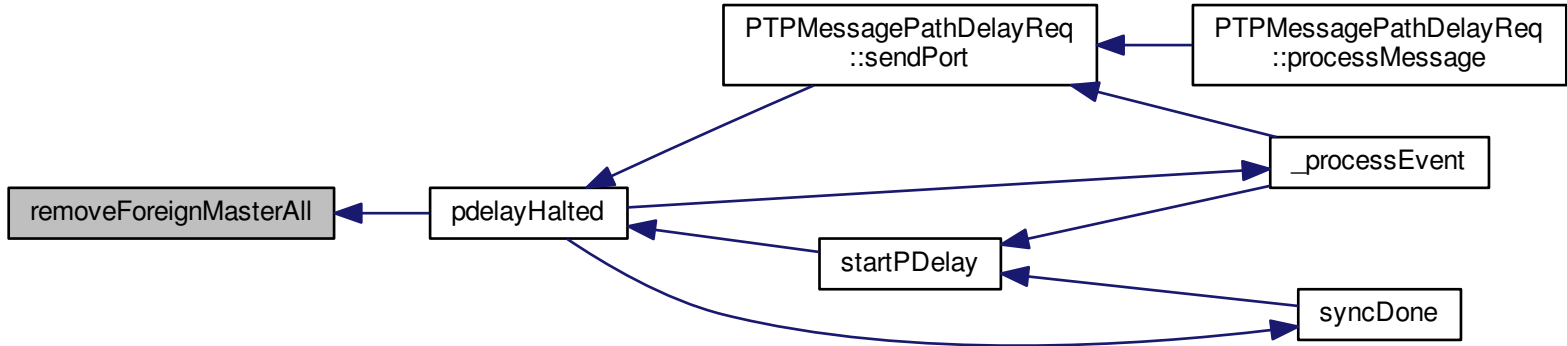 PTPMessagePathDelayReq
::sendPort
PTPMessagePathDelayReq
::processMessage
_processEvent
removeForeignMasterAll
pdelayHalted
startPDelay
syncDone